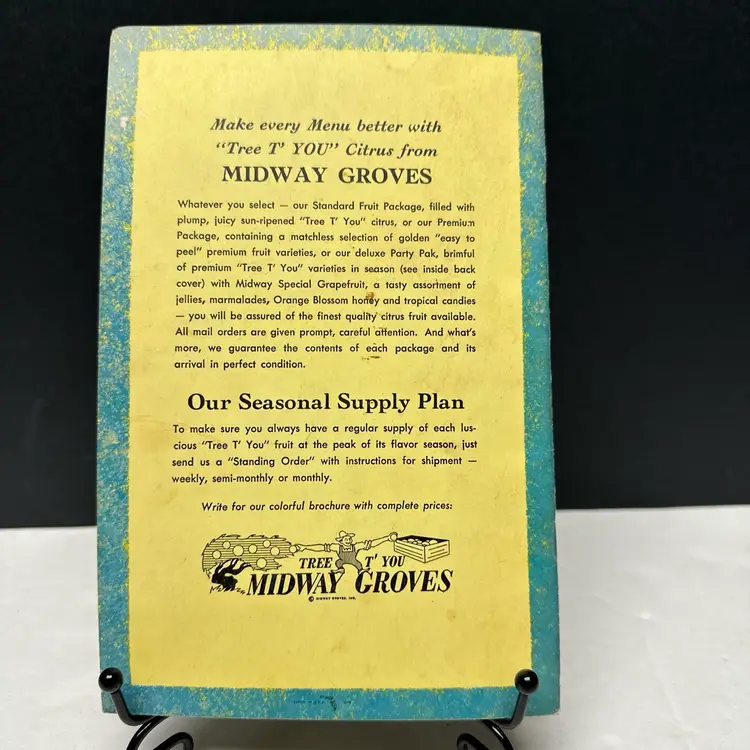 Make every Menu better with
"Tree T' YOU" Citrus from
MIDWAY GROVES
Whatever you select — our Standard Fruit Package, filled with
plump, juicy sun-ripened "Tree T' You" citrus, or our Premium
Package, containing a matchless selection of golden "easy to
peel" premium fruit varieties, or our deluxe Party Pak, brimful
of premium "Tree T' You" varieties in season (see inside back
cover) with Midway Special Grapefruit, a tasty assortment of
jellies, marmalades, Orange Blossom honey and tropical candies
— you will be assured of the finest quality citrus fruit available.
All mail orders are given prompt, careful attention. And what's
more, we guarantee the contents of each package and its
arrival in perfect condition.
Our Seasonal Supply Plan
To make sure you always have a regular supply of each lus-
cious "Tree T' You" fruit at the peak of its flavor season, just
send us a "Standing Order" with instructions for shipment —
weekly, semi-monthly or monthly.
Write for our colorful brochure with complete prices:
TREE T' YOU
MIDWAY GROVES
© MIDWAY GROVES, INC.